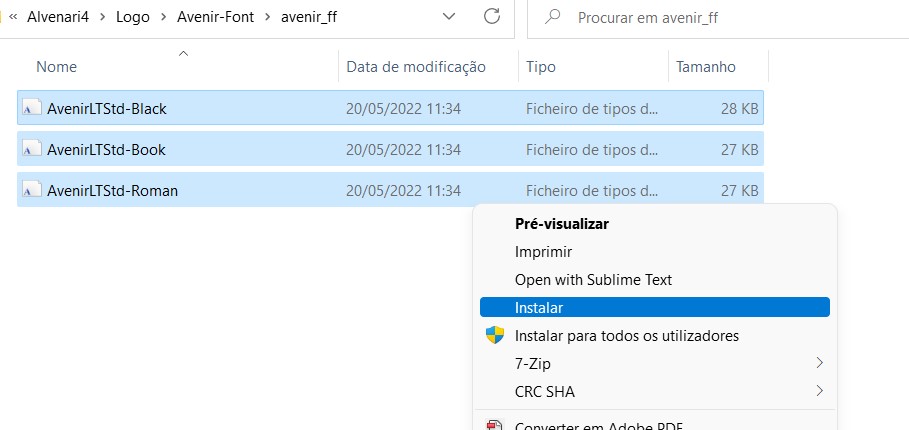 « Alvenari4 > Logo > Avenir-Font > avenir_ff
Procurar em avenir_ff
Nome Data de modificação Tipo Tamanho
AvenirLTStd-Black 20/05/2022 11:34 Ficheiro de tipos d... 28 KB
AvenirLTStd-Book 20/05/2022 11:34 Ficheiro de tipos d... 27 KB
AvenirLTStd-Roman 20/05/2022 11:34 Ficheiro de tipos d... 27 KB
Pré-visualizar
Imprimir
Open with Sublime Text
Instalar
Instalar para todos os utilizadores
7-Zip
CRC SHA
Converter em Adobe PDF